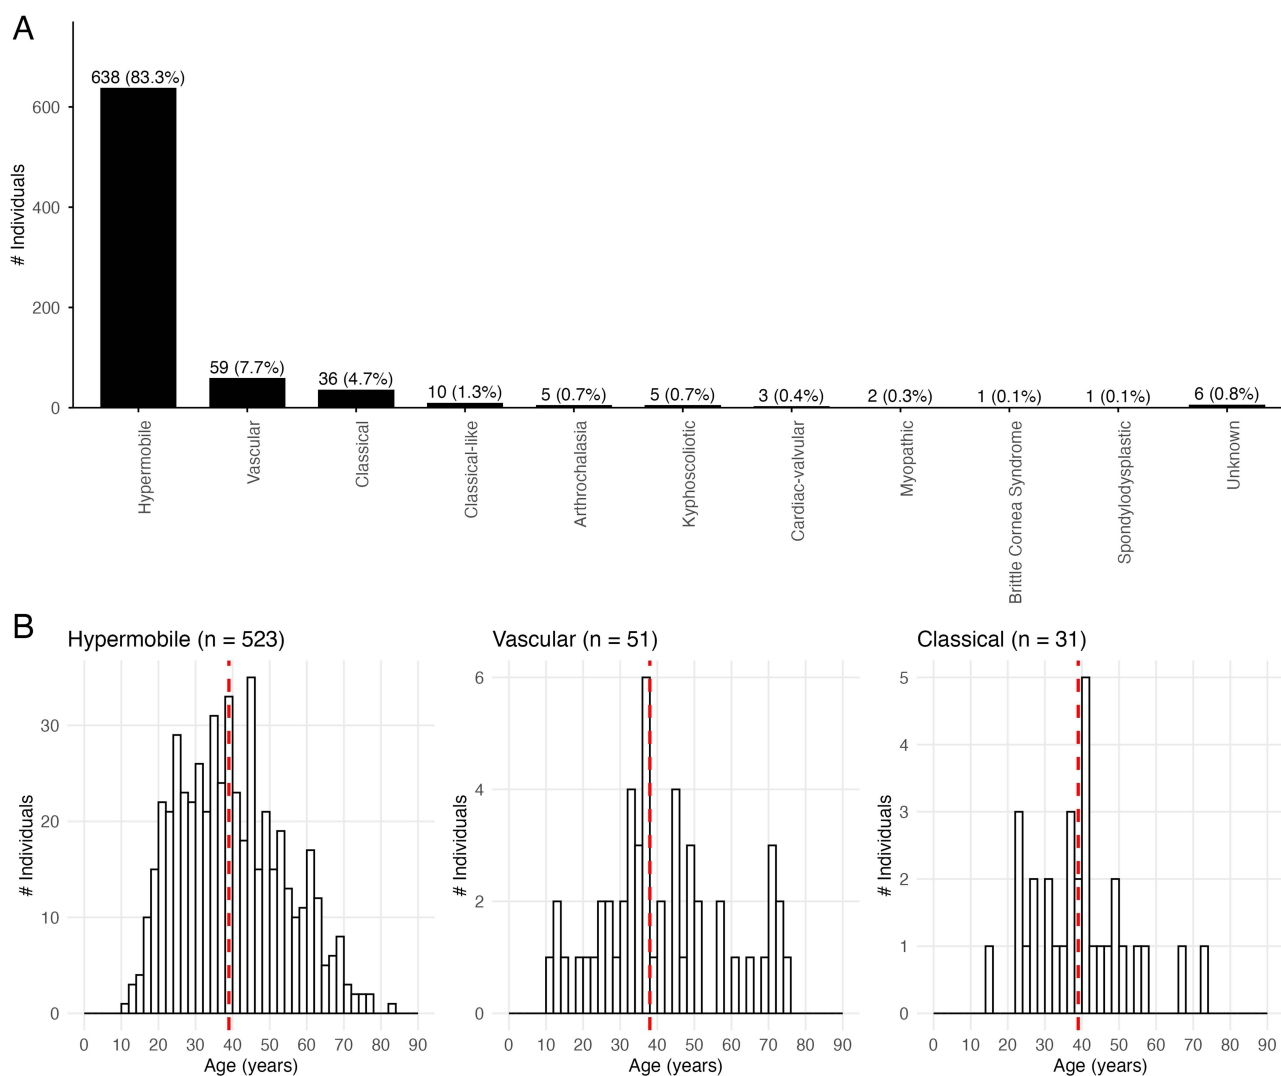 A
638 (83.3%)
59 (7.7%)
36 (4.7%)
10 (1.3%)
5 (0.7%)
5 (0.7%)
3 (0.4%)
2 (0.3%)
1 (0.1%)
1 (0.1%)
6 (0.8%)
600
400
200
0
# Individuals
Hypermobile
Vascular
Classical
Classical-like
Arthrochalasia
Kyphoscoliotic
Cardiac-valvular
Myopathic
Brittle Cornea Syndrome
Spondylodysplastic
Unknown
B
Hypermobile (n = 523)
30
20
10
0
# Individuals
0 10 20 30 40 50 60 70 80 90
Age (years)
Vascular (n = 51)
6
4
2
0
# Individuals
0 10 20 30 40 50 60 70 80 90
Age (years)
Classical (n = 31)
5
4
3
2
1
0
# Individuals
0 10 20 30 40 50 60 70 80 90
Age (years)